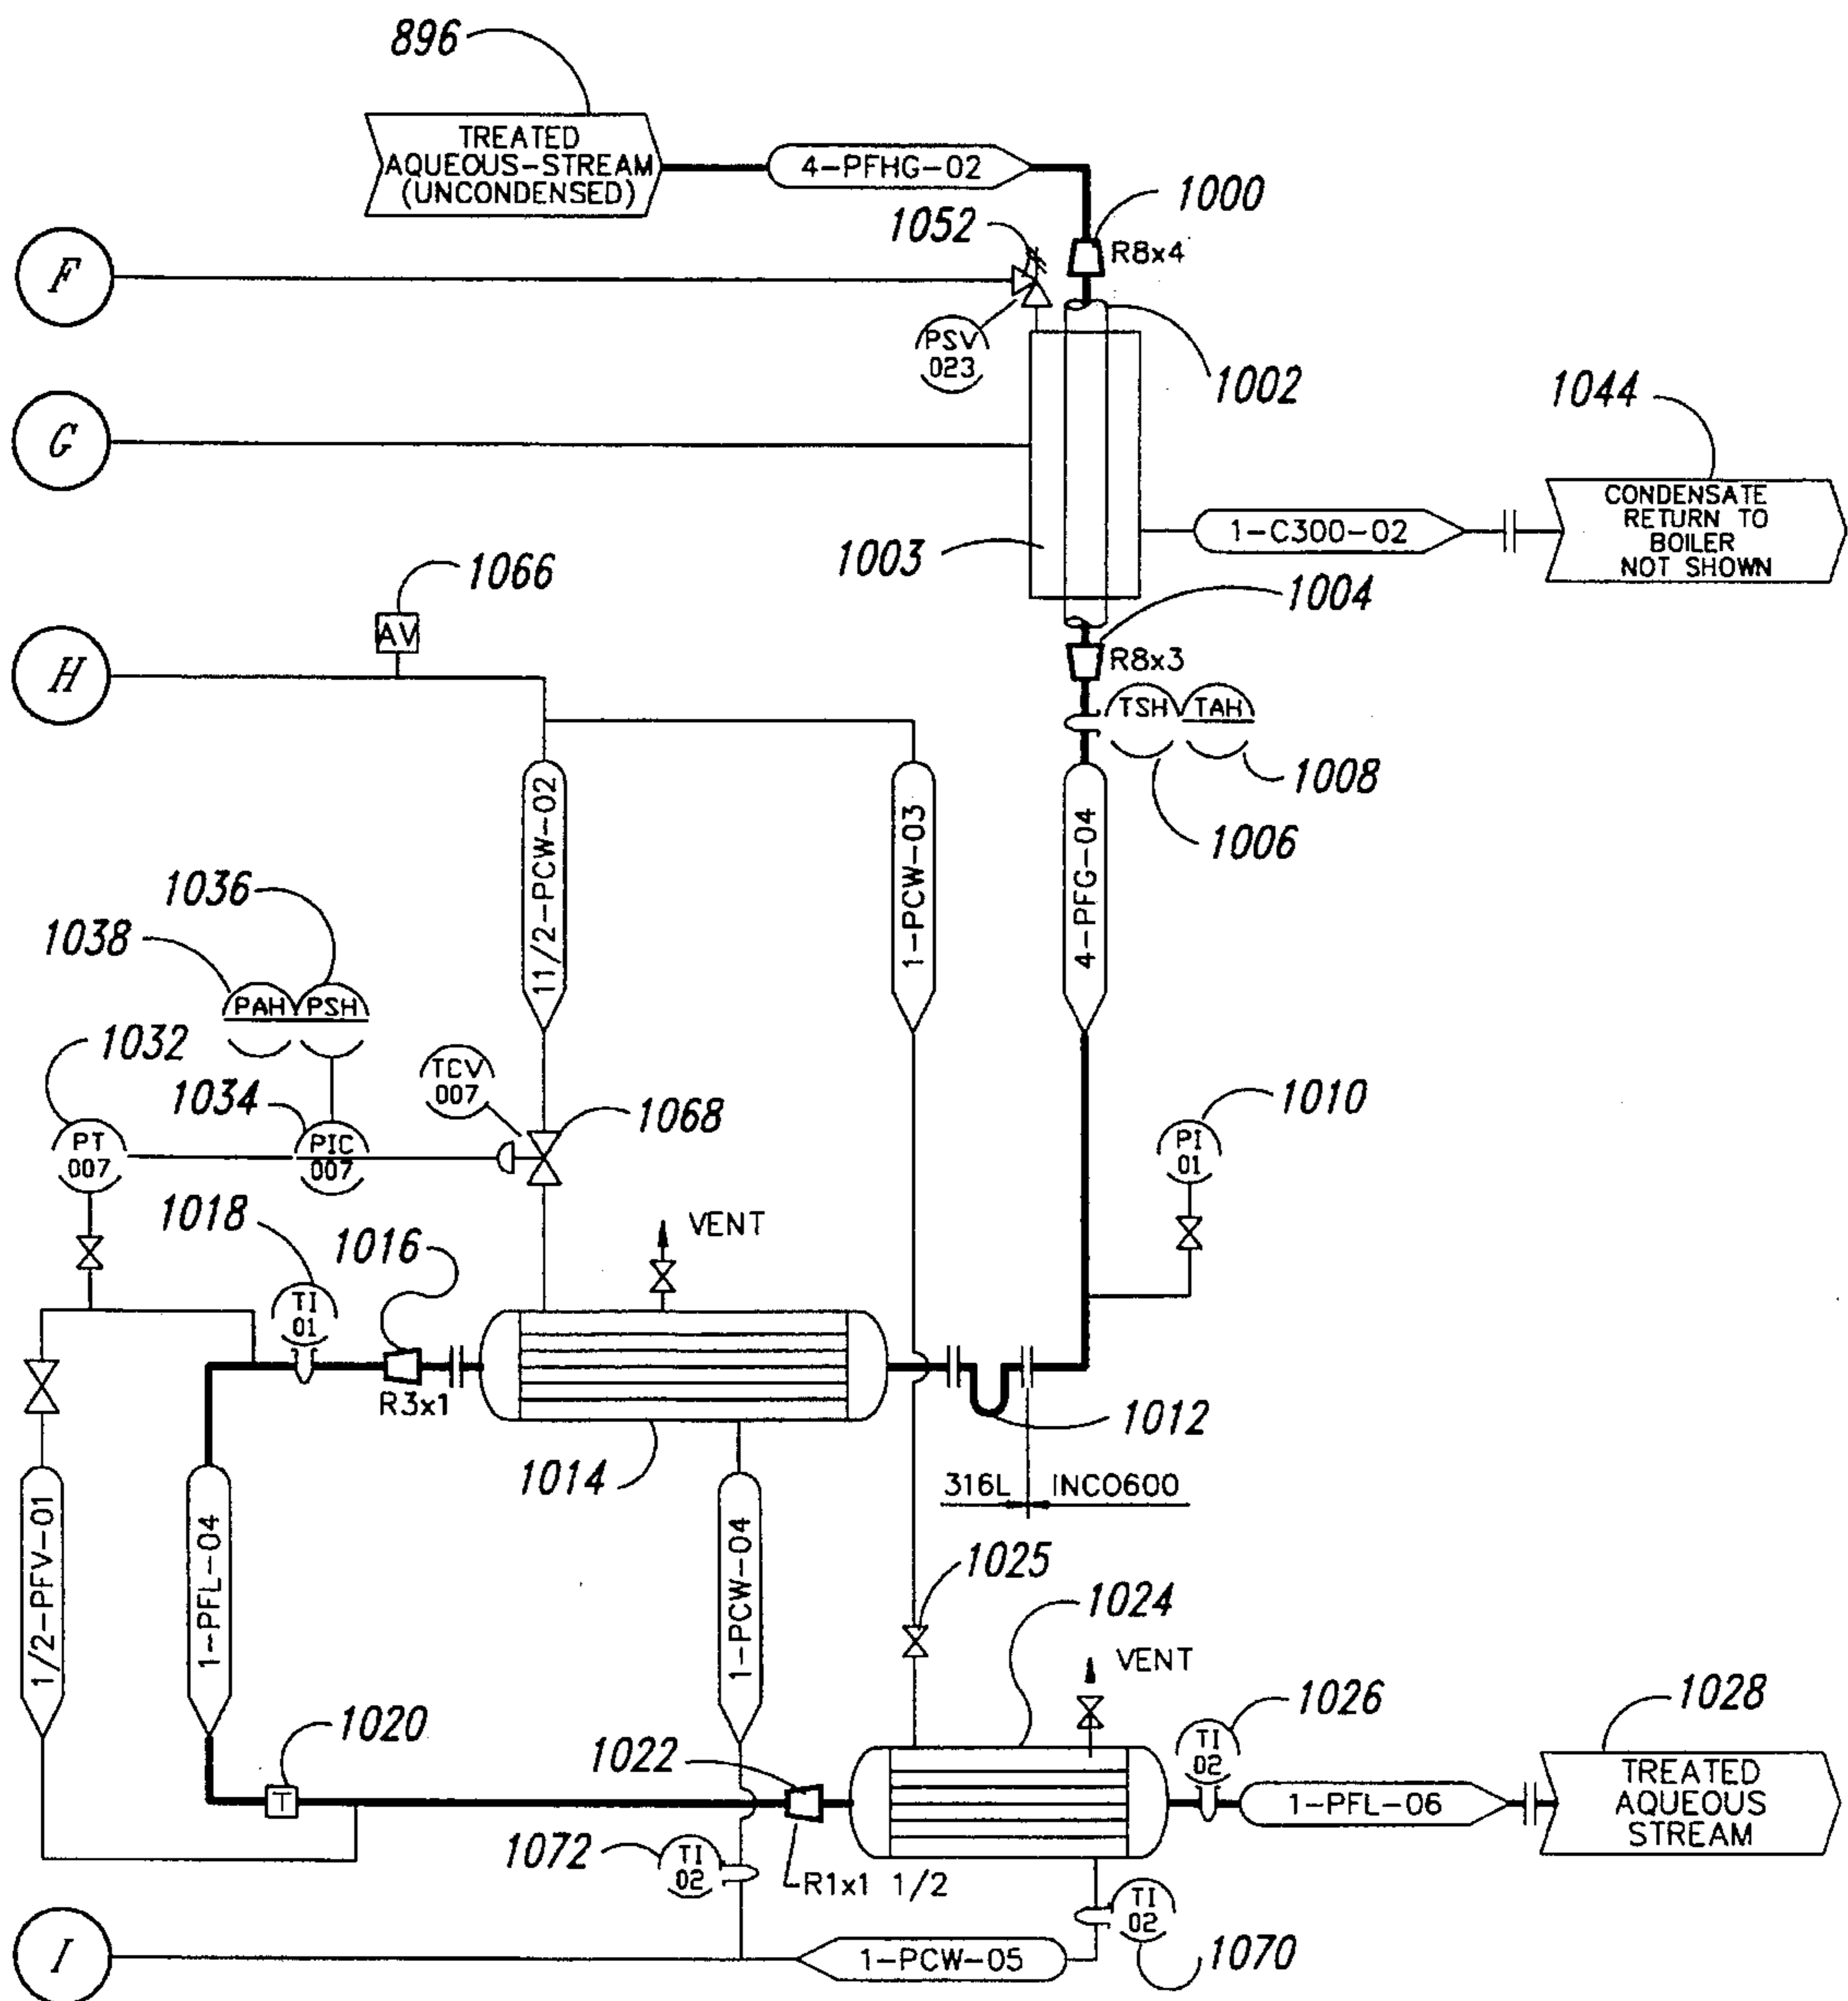 896
TREATED
AQUEOUS-STREAM
(UNCONDENSED)
4-PFHG-02
1000
R8x4
1052
F
PSV
023
1002
G
1044
CONDENSATE
RETURN TO
BOILER
NOT SHOWN
1-C300-02
1003
1066
AV
1004
H
R8x3
TSH
TAH
1008
1006
11/2-PCW-02
1-PCW-03
4-PFG-04
1036
1038
PAH
PSH
1032
1034
TCV
007
1068
1010
PT
007
PIC
007
PI
01
1018
1016
VENT
TI
01
R3x1
1012
1014
316L
INCO600
1/2-PFV-01
1-PFL-04
1-PCW-04
1025
1024
VENT
1026
1028
1020
1022
TI
02
T
1-PFL-06
TREATED
AQUEOUS
STREAM
1072
TI
02
R1x1 1/2
TI
02
I
1-PCW-05
1070